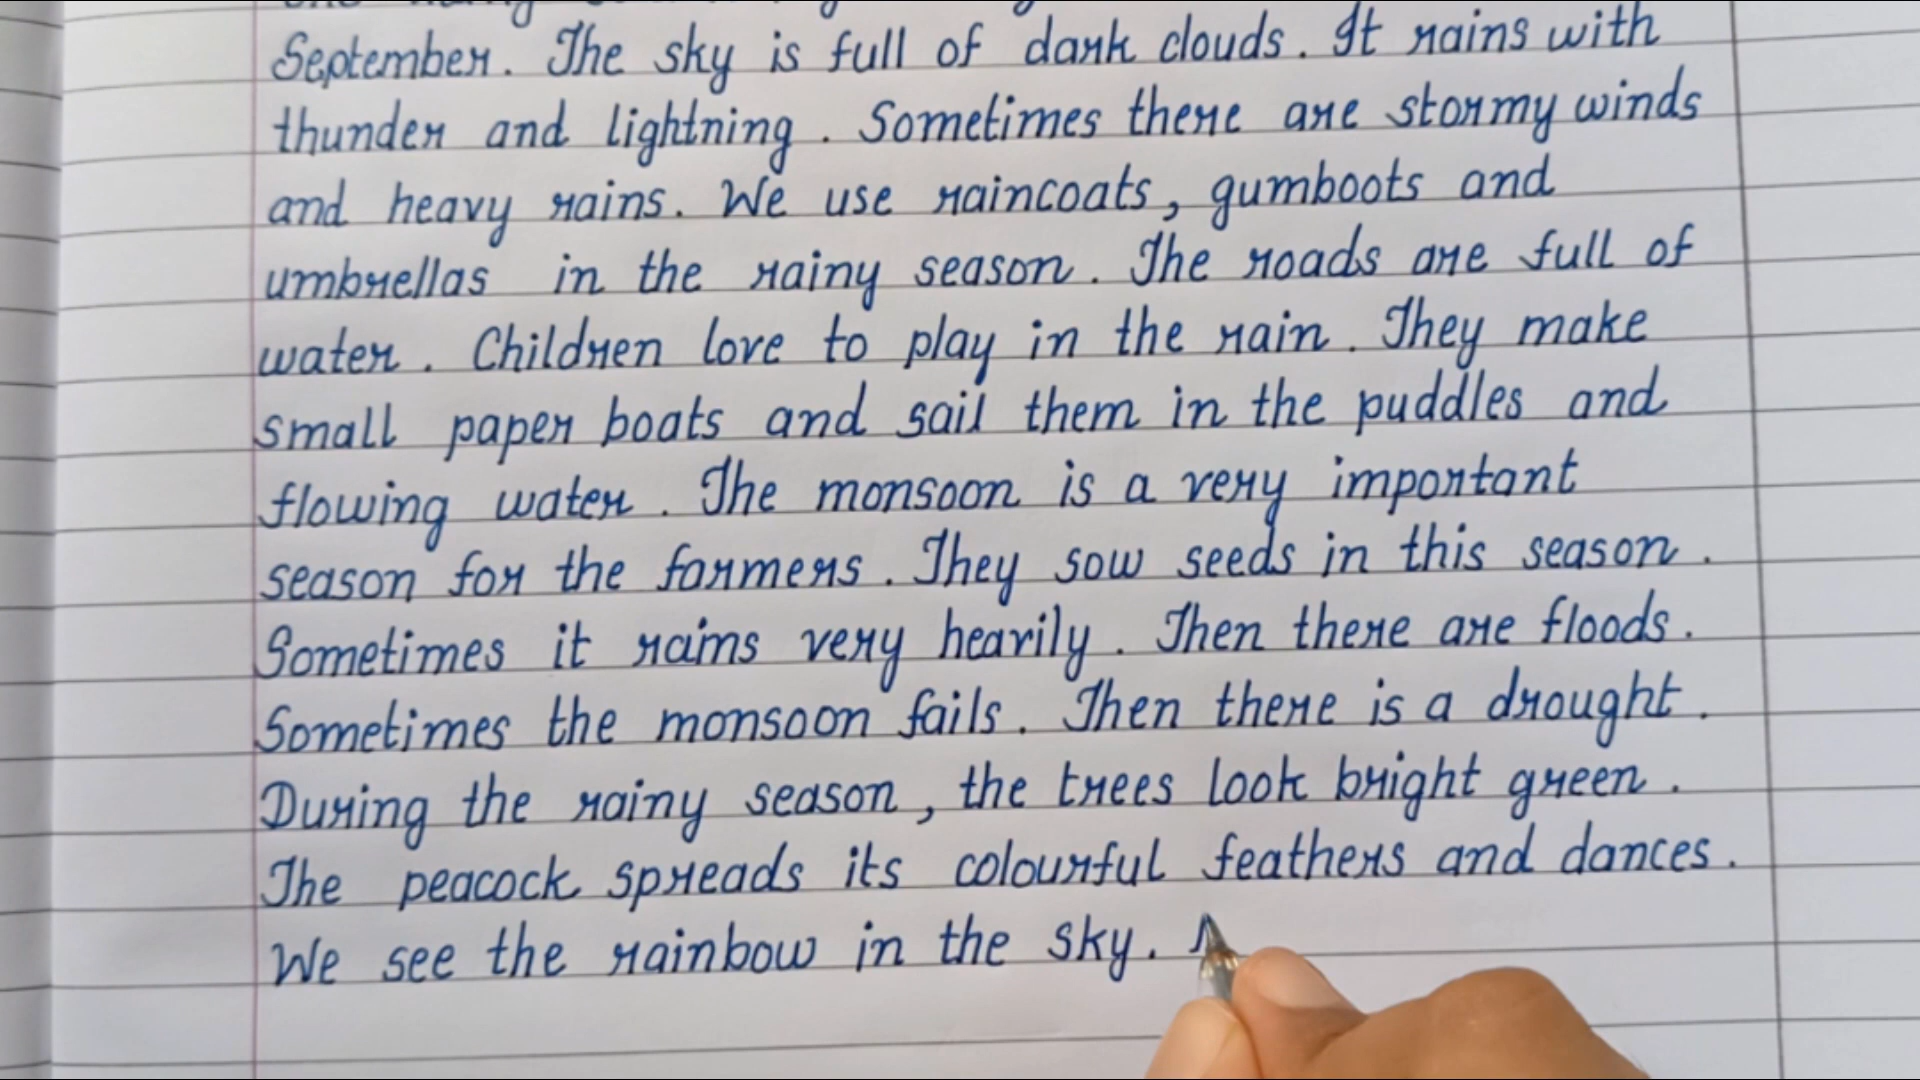 September. The sky is full of dark clouds. It rains with
thunder and lightning. Sometimes there are stormy winds
and heavy rains. We use raincoats, gumboots and
umbrellas in the rainy season. The roads are full of
water. Children love to play in the rain. They make
small paper boats and sail them in the puddles and
flowing water. The monsoon is a very important
season for the farmers. They sow seeds in this season.
Sometimes it rains very heavily. Then there are floods.
Sometimes the monsoon fails. Then there is a drought.
During the rainy season, the trees look bright green.
The peacock spreads its colourful feathers and dances.
We see the rainbow in the sky.